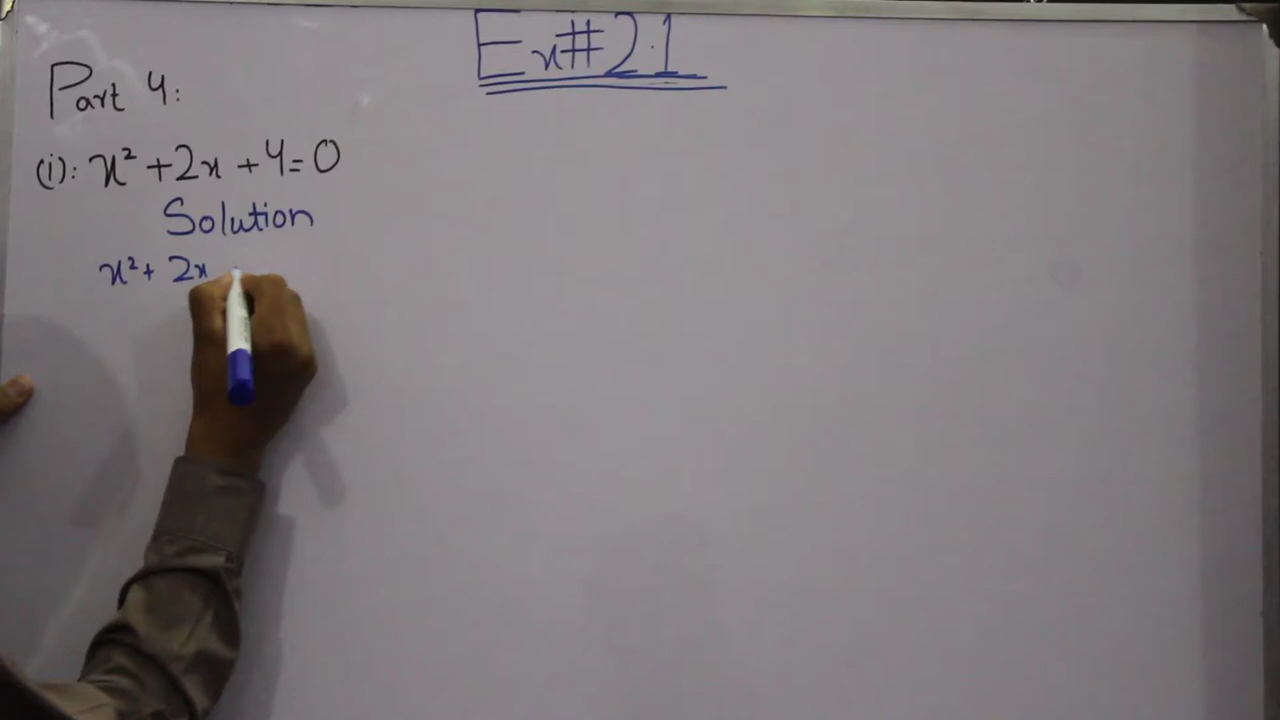 Ex#2.1
Part 4:
(i): x² + 2x + 4 = 0
Solution
x² + 2x